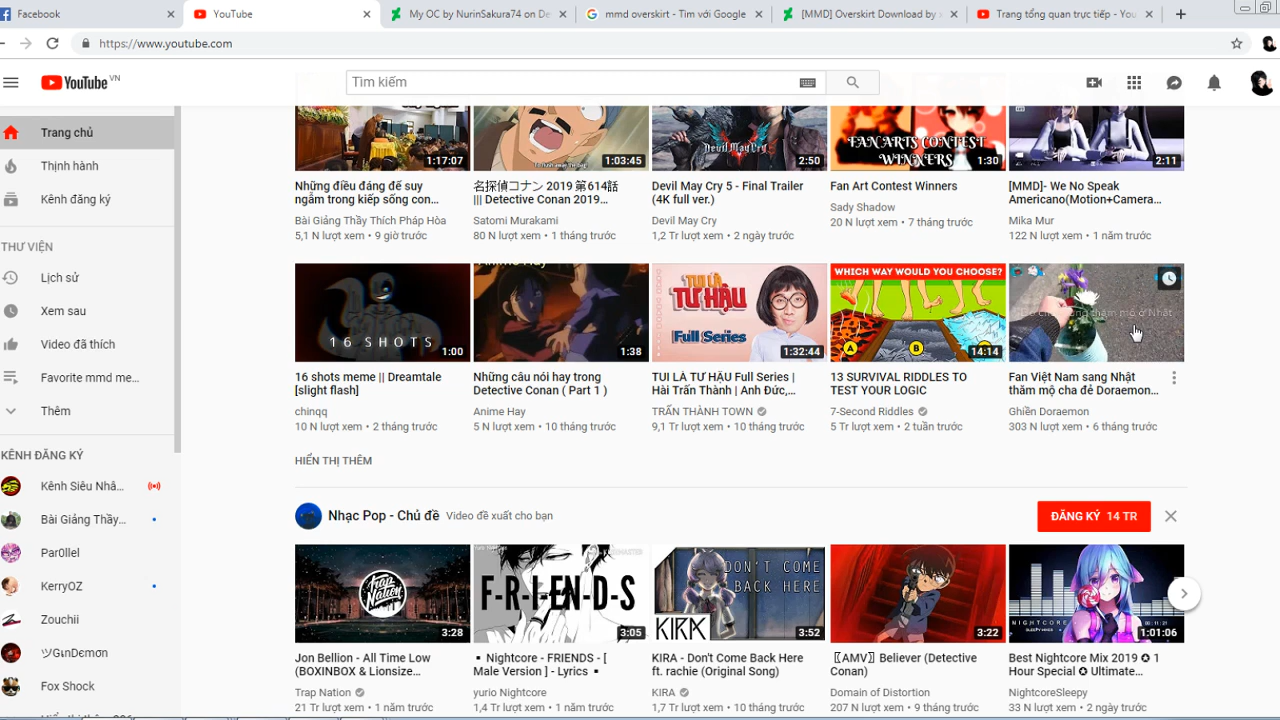 Facebook
YouTube
My OC by NurinSakura74 on De
mmd overskirt - Tìm với Google
[MMD] Overskirt Download by
Trang tổng quan trực tiếp - You
https://www.youtube.com
YouTube VN
Tìm kiếm
Trang chủ
Thịnh hành
Kênh đăng ký
THƯ VIỆN
Lịch sử
Xem sau
Video đã thích
Favorite mmd me...
Thêm
KÊNH ĐĂNG KÝ
Kênh Siêu Nhâ...
Bài Giảng Thầy...
Par0llel
KerryOZ
Zouchii
Fox Shock
1:17:07
1:03:45
Devil May Cry
2:50
FAN ARTS CONTEST
WINNERS
1:30
2:11
Những điều đáng để suy
ngẫm trong kiếp sống con...
Bài Giảng Thầy Thích Pháp Hòa
5,1 N lượt xem • 9 giờ trước
名探偵コナン 2019 第614話
||| Detective Conan 2019...
Satomi Murakami
80 N lượt xem • 1 tháng trước
Devil May Cry 5 - Final Trailer
(4K full ver.)
Devil May Cry
1,2 Tr lượt xem • 2 ngày trước
Fan Art Contest Winners
Sady Shadow
20 N lượt xem • 7 tháng trước
[MMD]- We No Speak
Americano(Motion+Camera...
Mika Mur
122 N lượt xem • 1 năm trước
16 SHOTS
1:00
Anime Hay
1:38
TUI LÀ
TƯ HẬU
Full Series
1:32:44
WHICH WAY WOULD YOU CHOOSE?
A
B
14:14
16 shots meme || Dreamtale
[slight flash]
chinqq
10 N lượt xem • 2 tháng trước
Những câu nói hay trong
Detective Conan ( Part 1 )
Anime Hay
5 N lượt xem • 10 tháng trước
TUI LÀ TƯ HẬU Full Series |
Hài Trấn Thành | Anh Đức,...
TRẤN THÀNH TOWN
9,1 Tr lượt xem • 10 tháng trước
13 SURVIVAL RIDDLES TO
TEST YOUR LOGIC
7-Second Riddles
5 Tr lượt xem • 2 tuần trước
Fan Việt Nam sang Nhật
thăm mộ cha đẻ Doraemon...
Ghiền Doraemon
303 N lượt xem • 6 tháng trước
HIỂN THỊ THÊM
Nhạc Pop - Chủ đề Video đề xuất cho bạn
ĐĂNG KÝ 14 TR
Trap
Nation
3:28
F-R-I-E-N-D-S
3:05
DON'T COME
BACK HERE
KIRA
3:52
3:22
NIGHTCORE
1:01:06
Jon Bellion - All Time Low
(BOXINBOX & Lionsize...
Trap Nation
21 Tr lượt xem • 1 năm trước
▪ Nightcore - FRIENDS - [
Male Version ] - Lyrics ▪
yurio Nightcore
1,4 Tr lượt xem • 1 năm trước
KIRA - Don't Come Back Here
ft. rachie (Original Song)
KIRA
1,7 Tr lượt xem • 10 tháng trước
〖AMV〗Believer (Detective
Conan)
Domain of Distortion
207 N lượt xem • 9 tháng trước
Best Nightcore Mix 2019 ✪ 1
Hour Special ✪ Ultimate...
NightcoreSleepy
33 N lượt xem • 2 ngày trước